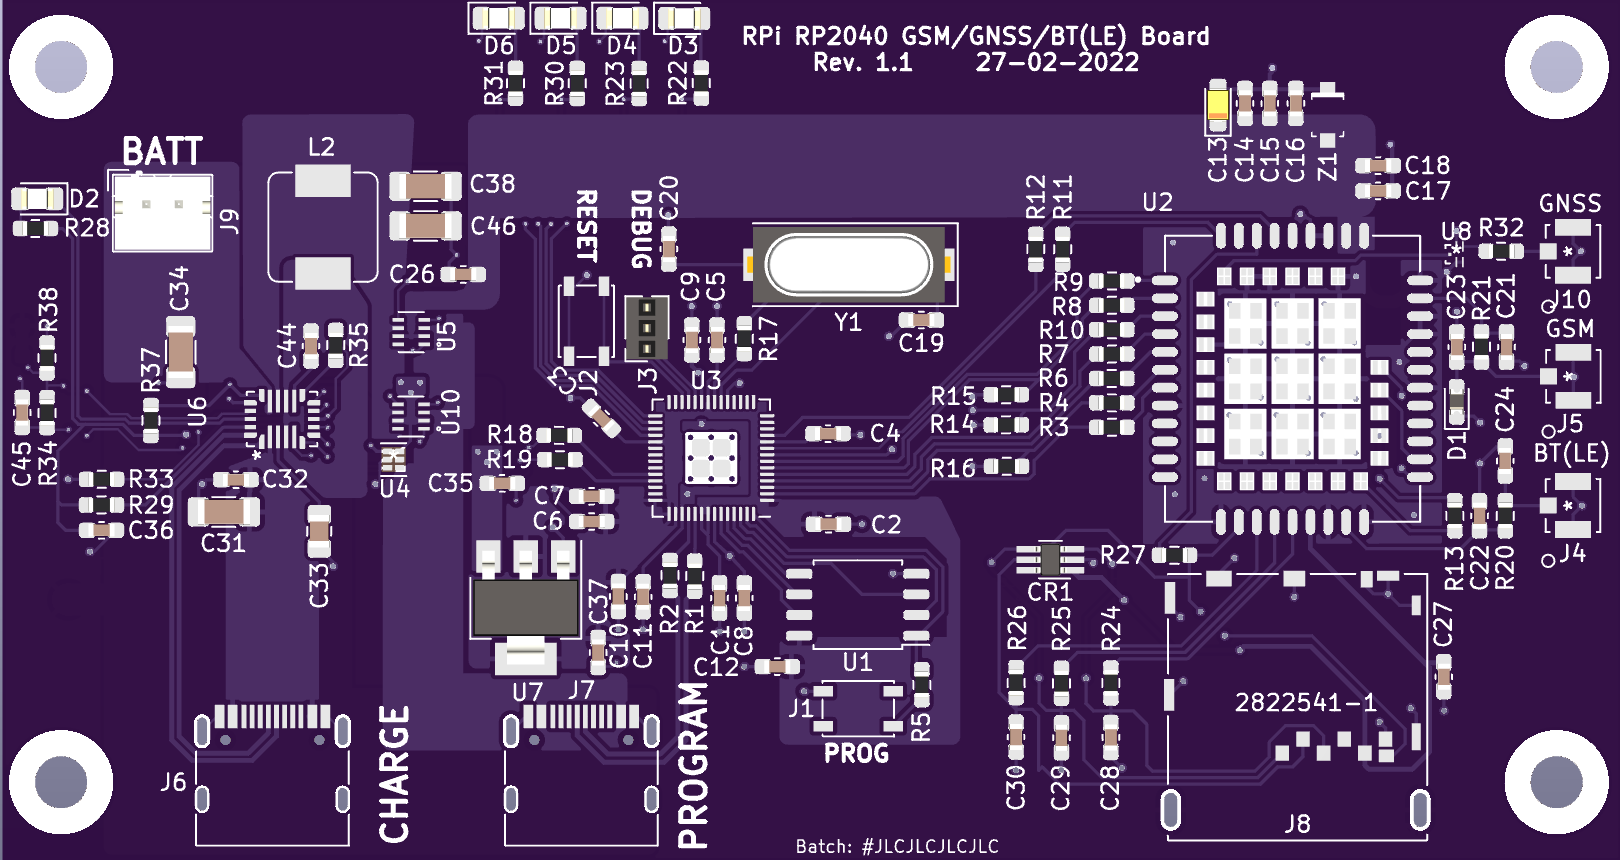 D6
D5
D4
D3
R31
R30
R23
R22
RPi RP2040 GSM/GNSS/BT(LE) Board
Rev. 1.1 27-02-2022
C13
C14
C15
C16
Z1
C18
C17
BATT
L2
C38
C46
C26
D2
R28
J9
C34
RESET
DEBUG
C20
R12
R11
U2
GNSS
U8
R32
J10
Y1
C19
C9
C5
R17
R9
R8
R10
R7
R6
R4
R3
C23
R21
C21
GSM
J5
R38
R37
C44
R35
U5
U6
U10
C3
J2
J3
U3
R15
R14
R16
C4
C24
D1
BT(LE)
J4
C45
R34
R33
R29
C36
C32
C31
U4
C35
R18
R19
C7
C6
C2
C33
R13
C22
R20
R27
CR1
C37
C10
C11
R2
R1
C1
C8
C12
U1
R26
R25
R24
C27
U7
J7
J1
R5
PROG
2822541-1
J6
CHARGE
PROGRAM
C30
C29
C28
J8
Batch: #JLCJLCJLCJLC